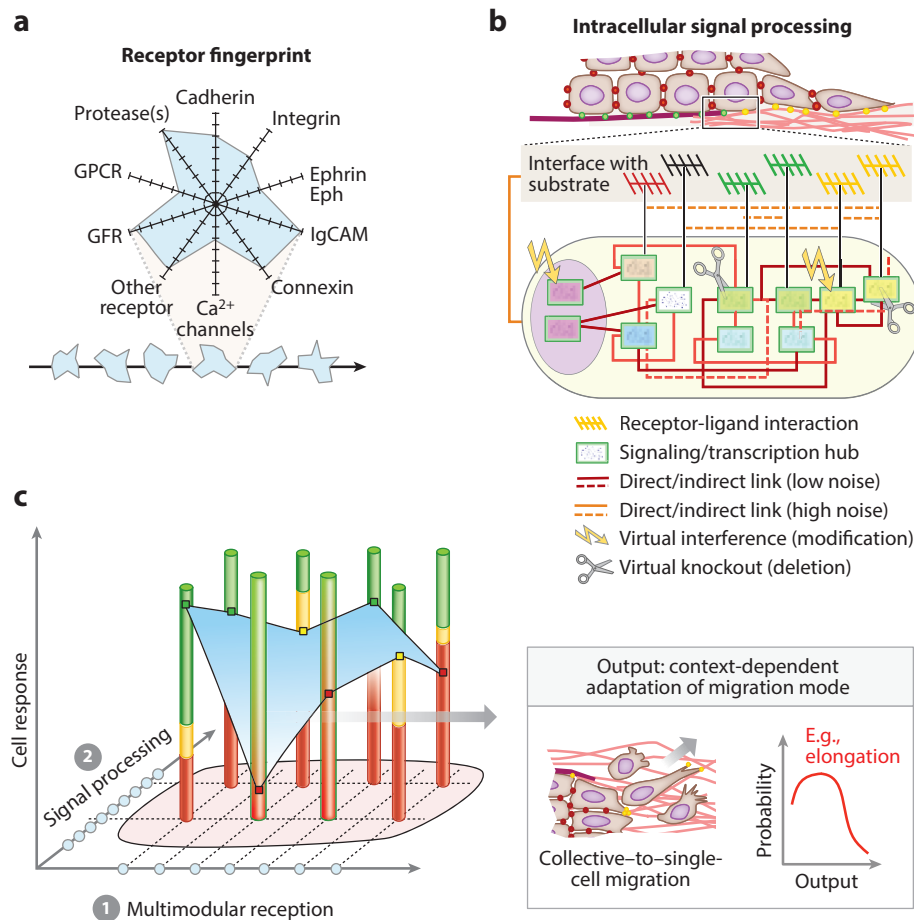 a
Receptor fingerprint
Cadherin
Protease(s)
Integrin
GPCR
Ephrin
Eph
GFR
IgCAM
Other
receptor
Connexin
Ca2+
channels
b
Intracellular signal processing
Interface with
substrate
Receptor-ligand interaction
Signaling/transcription hub
Direct/indirect link (low noise)
Direct/indirect link (high noise)
Virtual interference (modification)
Virtual knockout (deletion)
c
Cell response
2
Signal processing
1 Multimodular reception
Output: context-dependent
adaptation of migration mode
Collective–to–single-
cell migration
E.g.,
elongation
Probability
Output